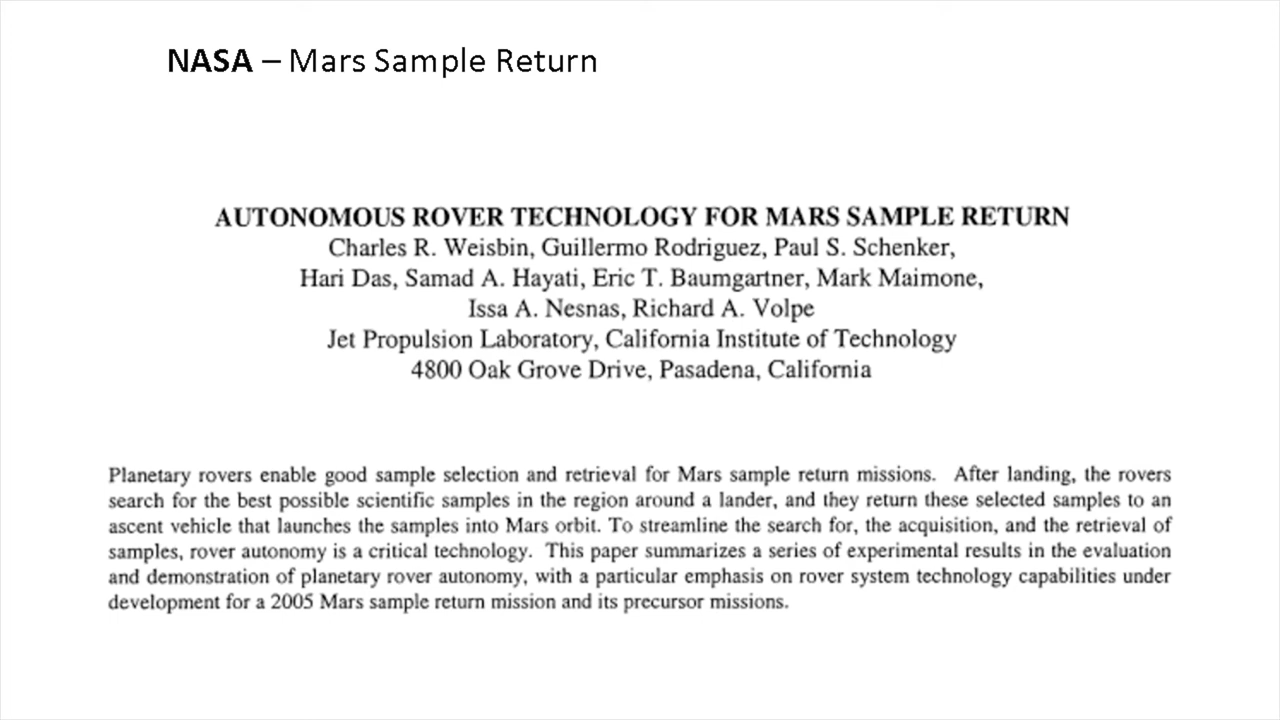 NASA – Mars Sample Return
AUTONOMOUS ROVER TECHNOLOGY FOR MARS SAMPLE RETURN
Charles R. Weisbin, Guillermo Rodriguez, Paul S. Schenker,
Hari Das, Samad A. Hayati, Eric T. Baumgartner, Mark Maimone,
Issa A. Nesnas, Richard A. Volpe
Jet Propulsion Laboratory, California Institute of Technology
4800 Oak Grove Drive, Pasadena, California
Planetary rovers enable good sample selection and retrieval for Mars sample return missions. After landing, the rovers
search for the best possible scientific samples in the region around a lander, and they return these selected samples to an
ascent vehicle that launches the samples into Mars orbit. To streamline the search for, the acquisition, and the retrieval of
samples, rover autonomy is a critical technology. This paper summarizes a series of experimental results in the evaluation
and demonstration of planetary rover autonomy, with a particular emphasis on rover system technology capabilities under
development for a 2005 Mars sample return mission and its precursor missions.